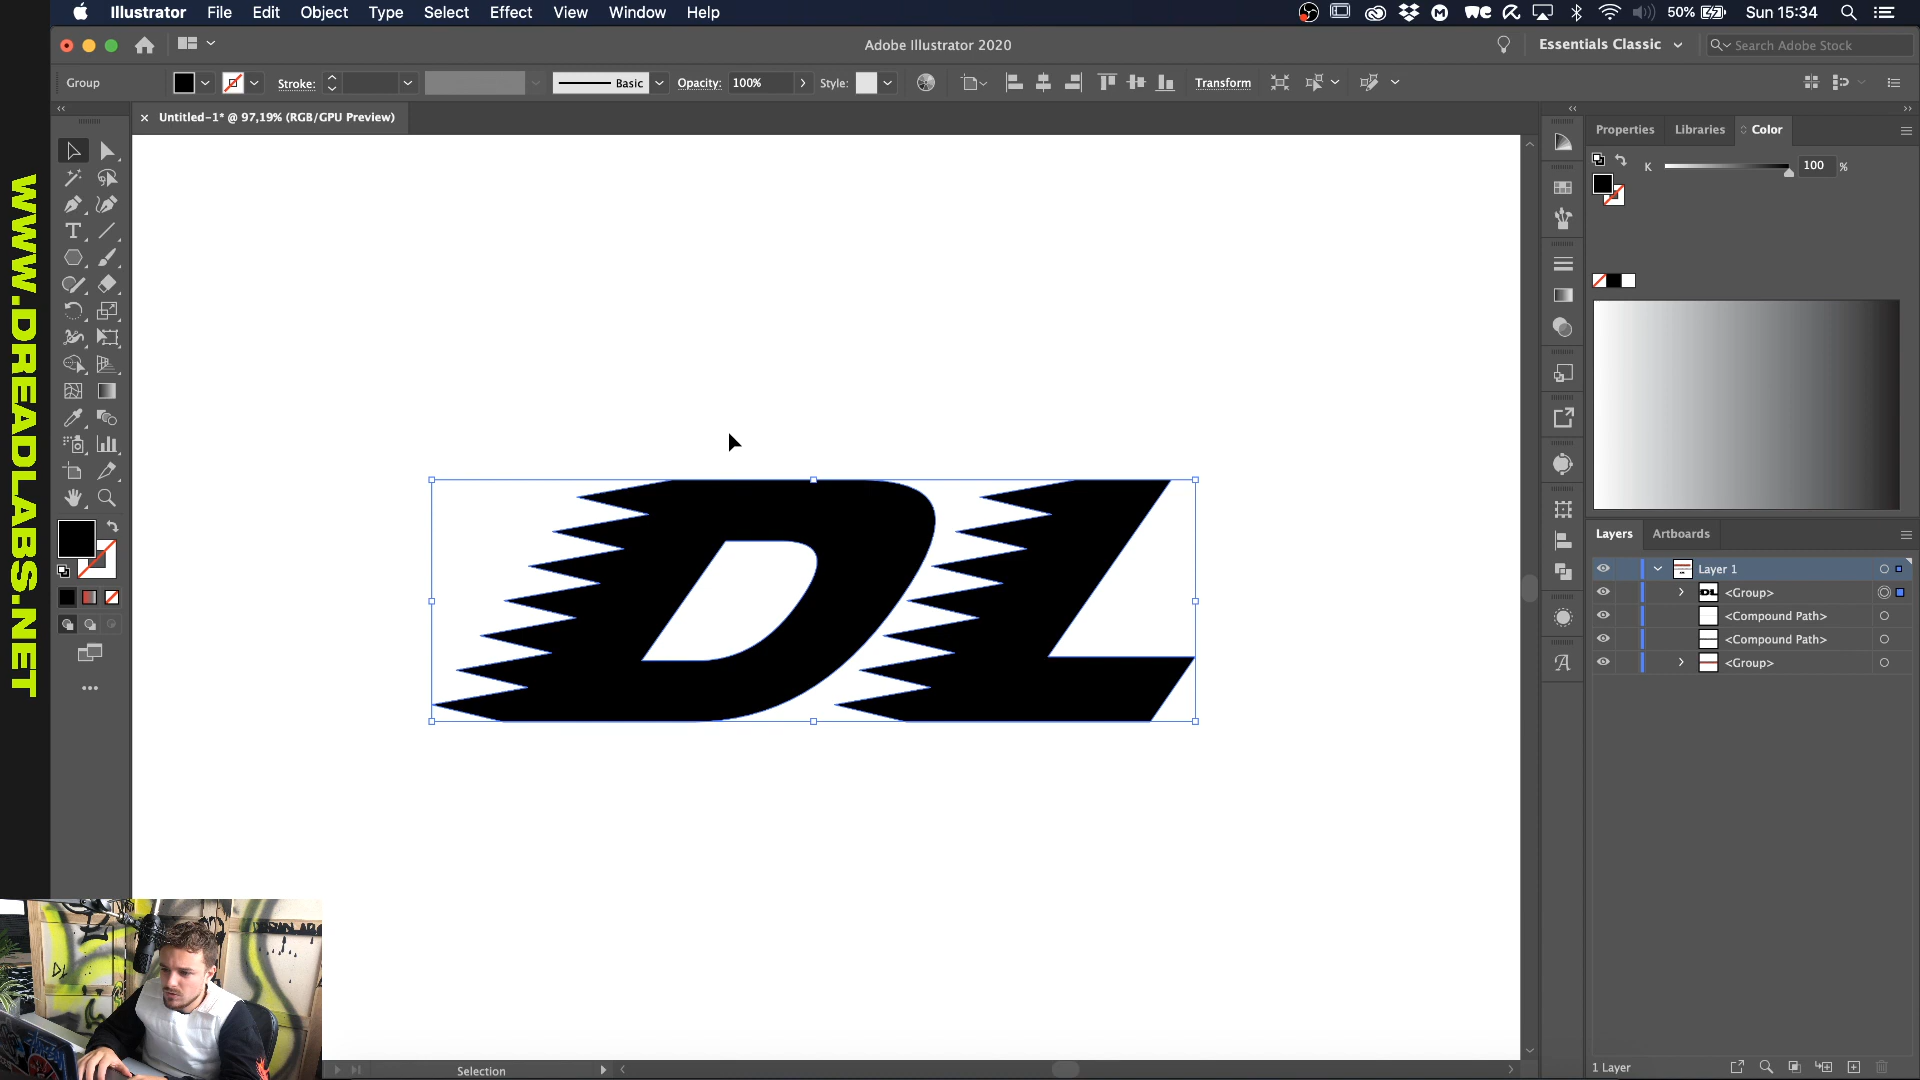 Illustrator File Edit Object Type Select Effect View Window Help
50% Sun 15:34
Adobe Illustrator 2020
Essentials Classic
Search Adobe Stock
Group
Stroke:
Basic
Opacity: 100%
Style:
Transform
Untitled-1* @ 97,19% (RGB/GPU Preview)
Properties Libraries Color
K 100 %
WWW.DREADLABS.NET
DL
Layers Artboards
Layer 1
DL <Group>
<Compound Path>
<Compound Path>
<Group>
1 Layer
Selection